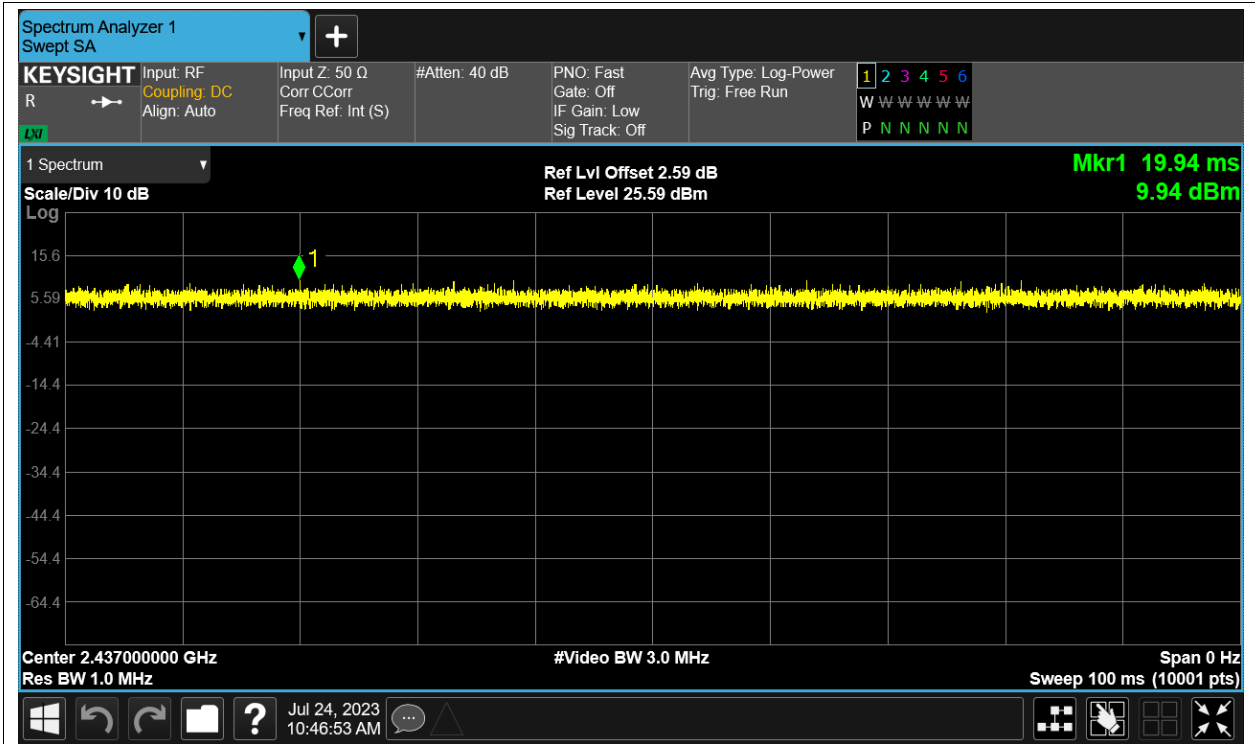 Spectrum Analyzer 1
Swept SA
KEYSIGHT
R
LXI
Input: RF
Coupling: DC
Align: Auto
Input Z: 50 Ω
Corr CCorr
Freq Ref: Int (S)
#Atten: 40 dB
PNO: Fast
Gate: Off
IF Gain: Low
Sig Track: Off
Avg Type: Log-Power
Trig: Free Run
1 2 3 4 5 6
W W W W W W
P N N N N N
1 Spectrum
Scale/Div 10 dB
Log
Ref Lvl Offset 2.59 dB
Ref Level 25.59 dBm
Mkr1 19.94 ms
9.94 dBm
1
15.6
5.59
-4.41
-14.4
-24.4
-34.4
-44.4
-54.4
-64.4
Center 2.437000000 GHz
Res BW 1.0 MHz
#Video BW 3.0 MHz
Span 0 Hz
Sweep 100 ms (10001 pts)
?
Jul 24, 2023
10:46:53 AM